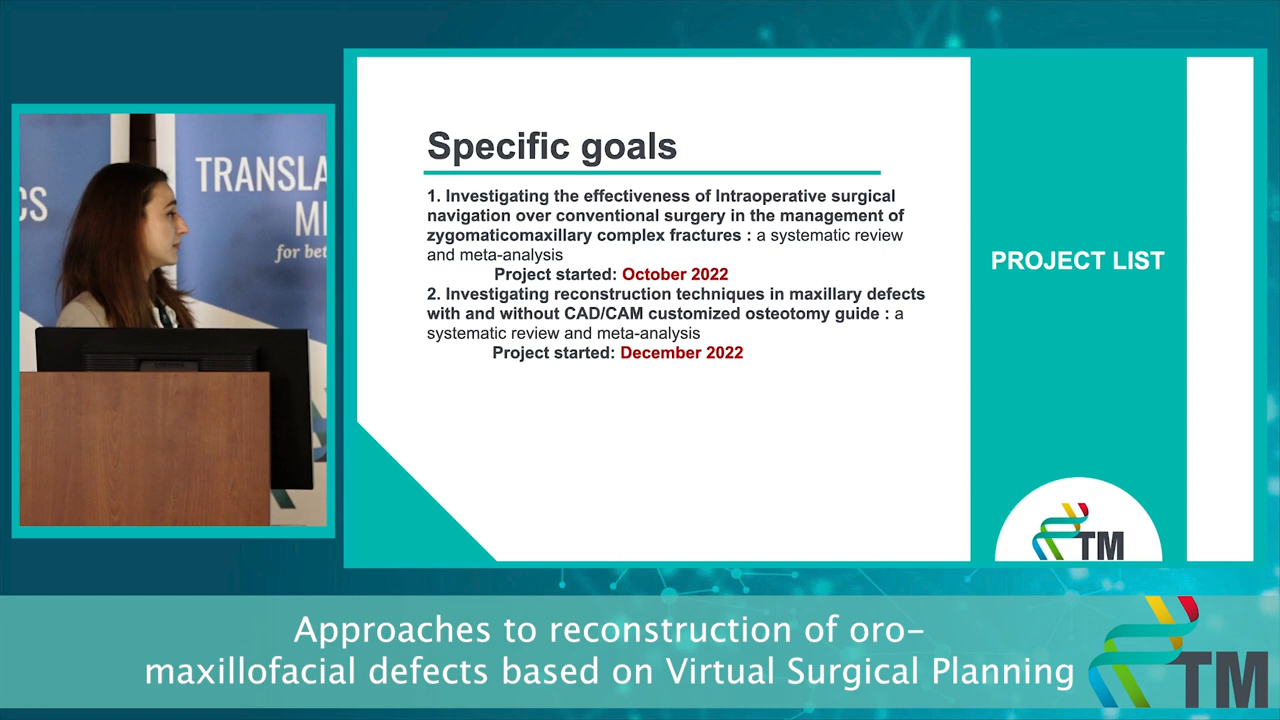 CS
TRANSLA
M
for bet
Specific goals
1. Investigating the effectiveness of Intraoperative surgical
navigation over conventional surgery in the management of
zygomaticomaxillary complex fractures : a systematic review
and meta-analysis
Project started: October 2022
2. Investigating reconstruction techniques in maxillary defects
with and without CAD/CAM customized osteotomy guide : a
systematic review and meta-analysis
Project started: December 2022
PROJECT LIST
TM
Approaches to reconstruction of oro-
maxillofacial defects based on Virtual Surgical Planning
TM